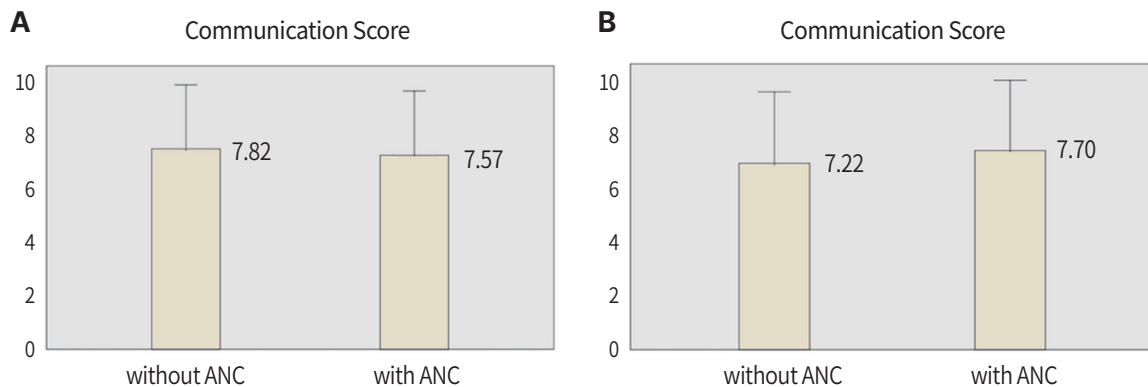 A
Communication Score
10
8
6
4
2
0
7.82
7.57
without ANC
with ANC
B
Communication Score
10
8
6
4
2
0
7.22
7.70
without ANC
with ANC